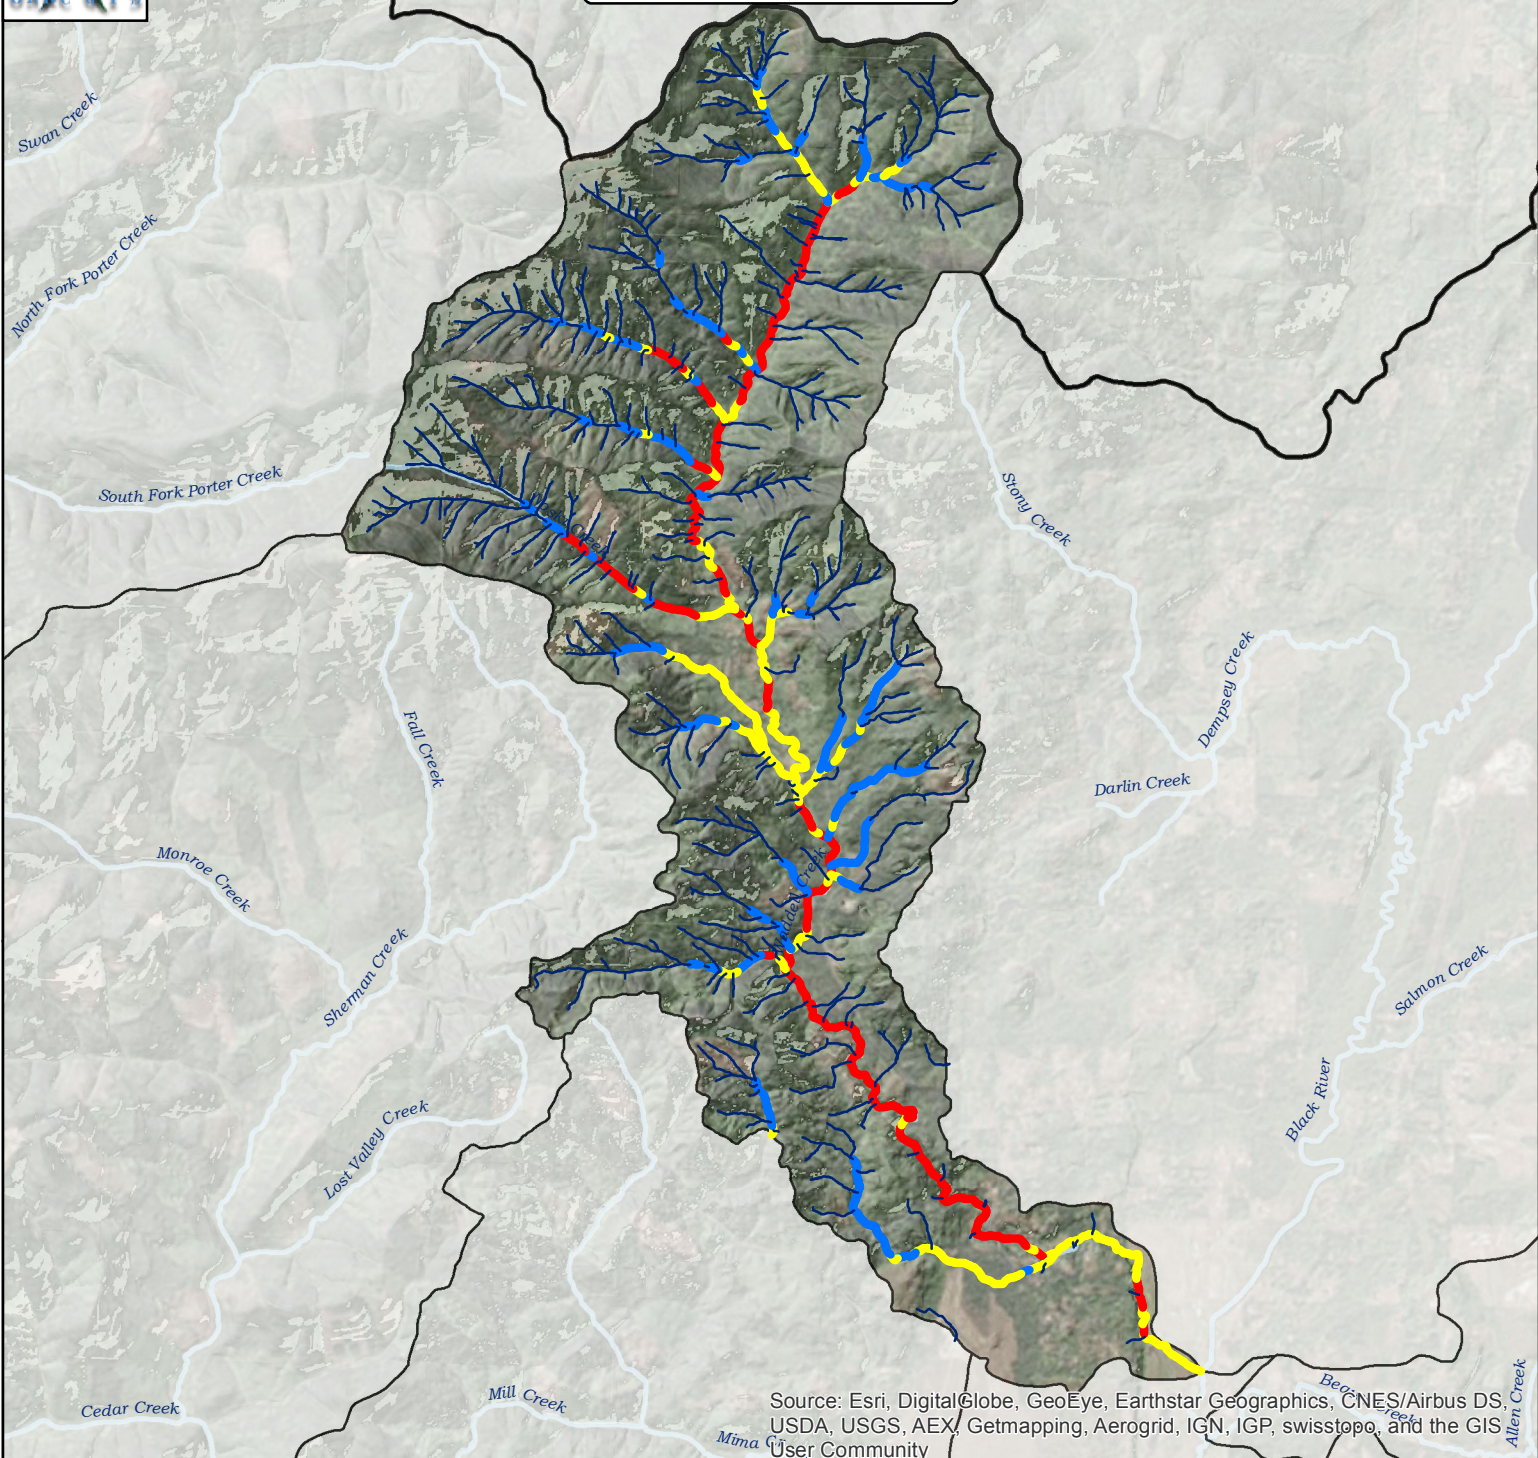 Swan Creek
North Fork Porter Creek
South Fork Porter Creek
Stony Creek
Dempsey Creek
Darlin Creek
Fall Creek
Monroe Creek
Creek
Sherman Creek
Salmon Creek
Black River
Lost Valley Creek
Cedar Creek
Mill Creek
Mima
Allen Creek
Source: Esri, DigitalGlobe, GeoEye, Earthstar Geographics, CNES/Airbus DS,
USDA, USGS, AEX, Getmapping, Aerogrid, IGN, IGP, swisstopo, and the GIS
User Community